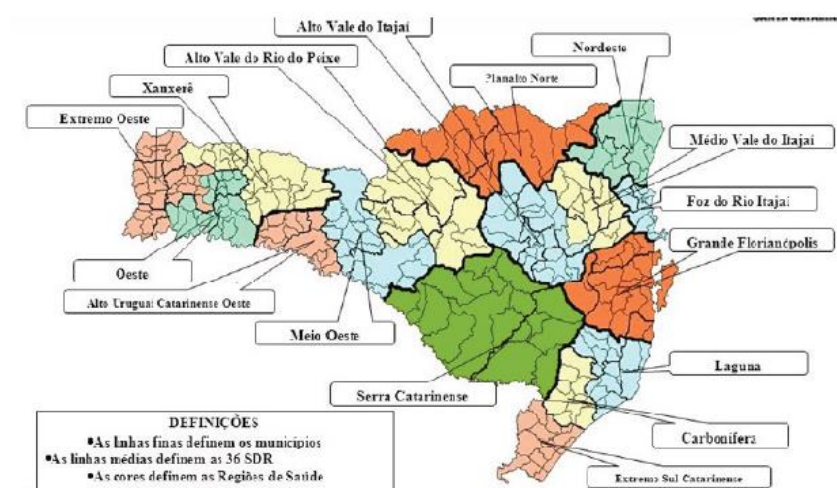 Alto Vale do Itajaí
Nordeste
Alto Vale do Rio do Peixe
Planalto Norte
Xanxerê
Extremo Oeste
Médio Vale do Itajaí
Foz do Rio Itajaí
Grande Florianópolis
Oeste
Alto Uruguai Catarinense Oeste
Meio Oeste
Laguna
Serra Catarinense
Carbonífera
Extremo Sul Catarinense
DEFINIÇÕES
•As linhas finas definem os municípios
•As linhas médias definem as 36 SDR
•As cores definem as Regiões de Saúde